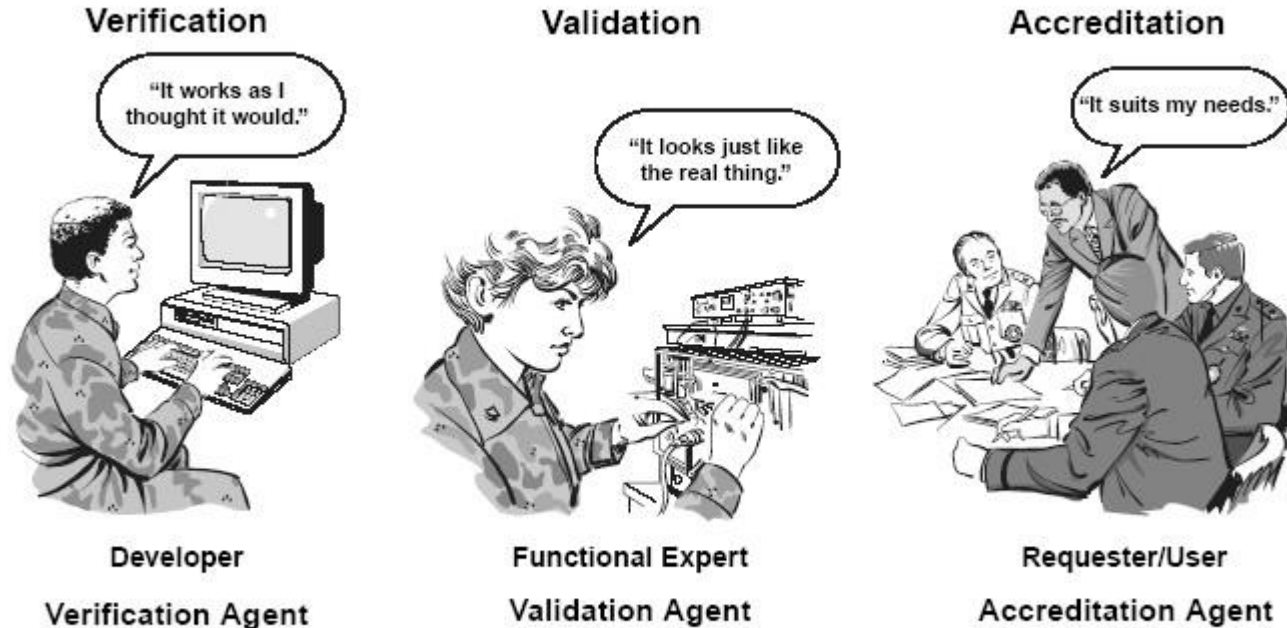 Verification
Validation
Accreditation
“It works as I
thought it would.”
“It looks just like
the real thing.”
“It suits my needs.”
Developer
Functional Expert
Requester/User
Verification Agent
Validation Agent
Accreditation Agent